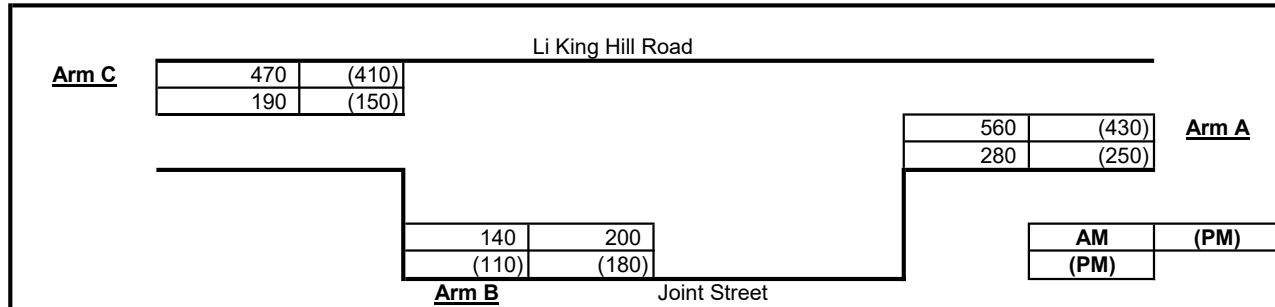 Li King Hill Road
Arm C 470 (410)
190 (150)
560 (430) Arm A
280 (250)
140 200 AM (PM)
(110) (180) (PM)
Arm B Joint Street